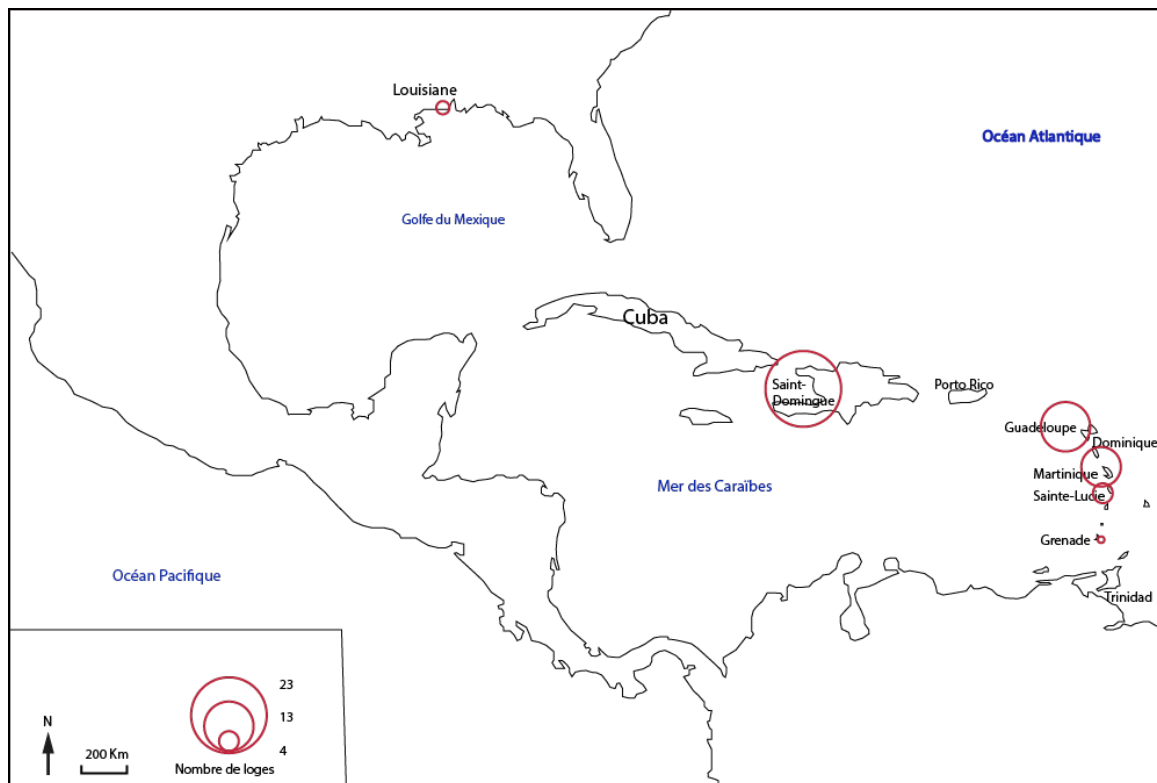 Louisiane
Océan Atlantique
Golfe du Mexique
Cuba
Saint-
Domingue
Porto Rico
Guadeloupe
Dominique
Martinique
Sainte-Lucie
Mer des Caraïbes
Grenade
Océan Pacifique
Trinidad
23
13
4
N
200 Km
Nombre de loges